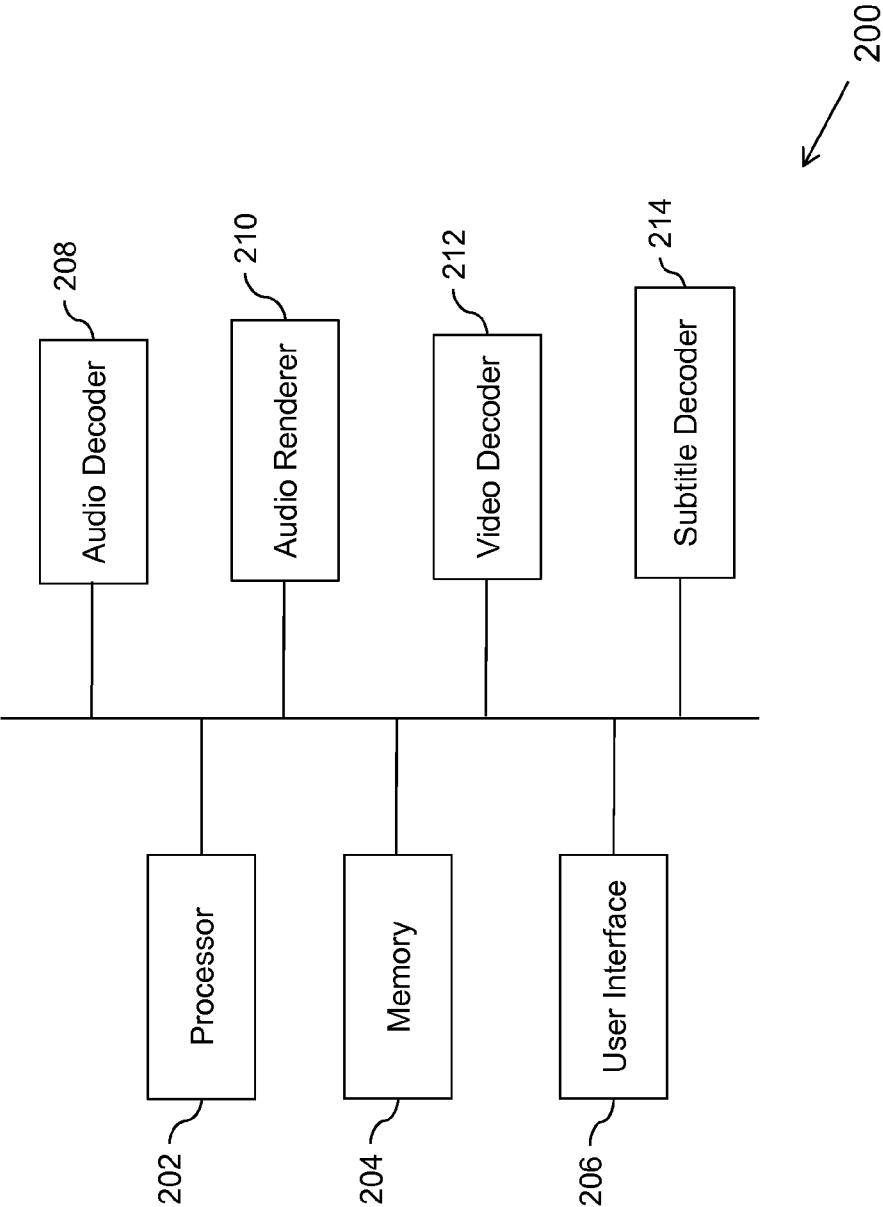 208
Audio Decoder
210
Audio Renderer
212
Video Decoder
214
Subtitle Decoder
200
Processor
202
Memory
204
User Interface
206